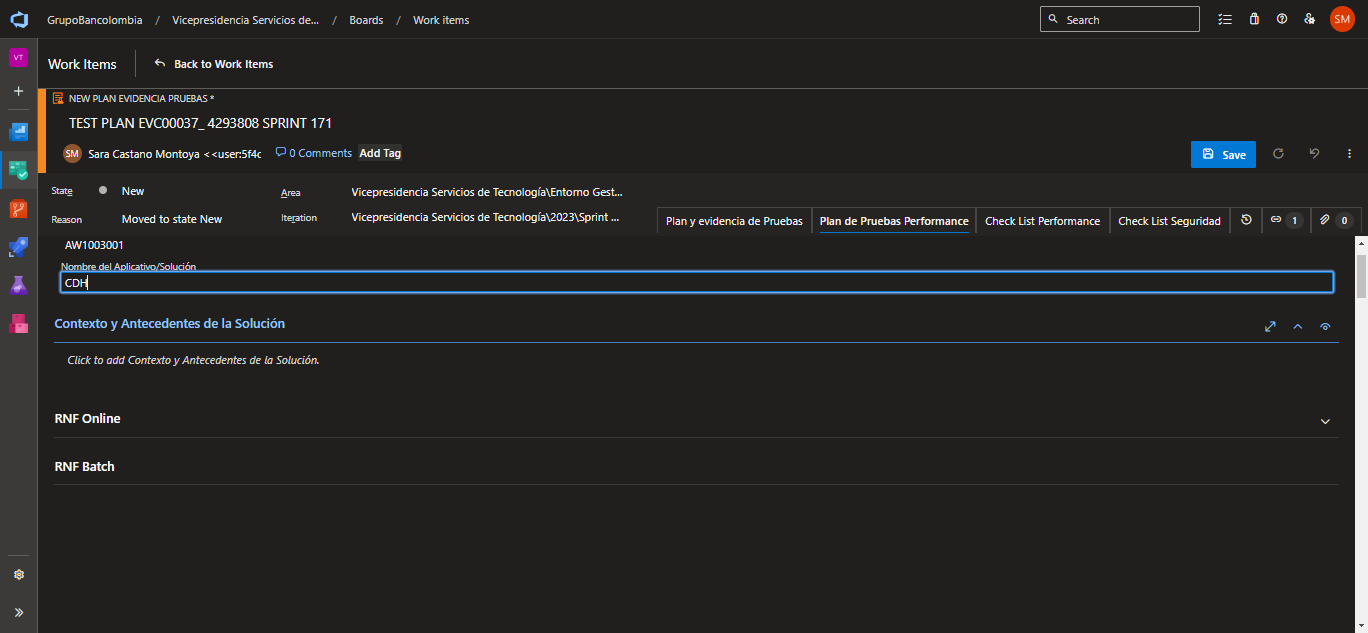 GrupoBancolombia / Vicepresidencia Servicios de... / Boards / Work items
Search
SM
VT
Work Items
Back to Work Items
NEW PLAN EVIDENCIA PRUEBAS *
TEST PLAN EVC00037_ 4293808 SPRINT 171
SM
Sara Castano Montoya <<user:5f4c
0 Comments
Add Tag
Save
State
New
Area
Vicepresidencia Servicios de Tecnología\Entorno Gest...
Reason
Moved to state New
Iteration
Vicepresidencia Servicios de Tecnología\2023\Sprint ...
Plan y evidencia de Pruebas
Plan de Pruebas Performance
Check List Performance
Check List Seguridad
1
0
AW1003001
Nombre del Aplicativo/Solución
CDH
Contexto y Antecedentes de la Solución
Click to add Contexto y Antecedentes de la Solución.
RNF Online
RNF Batch